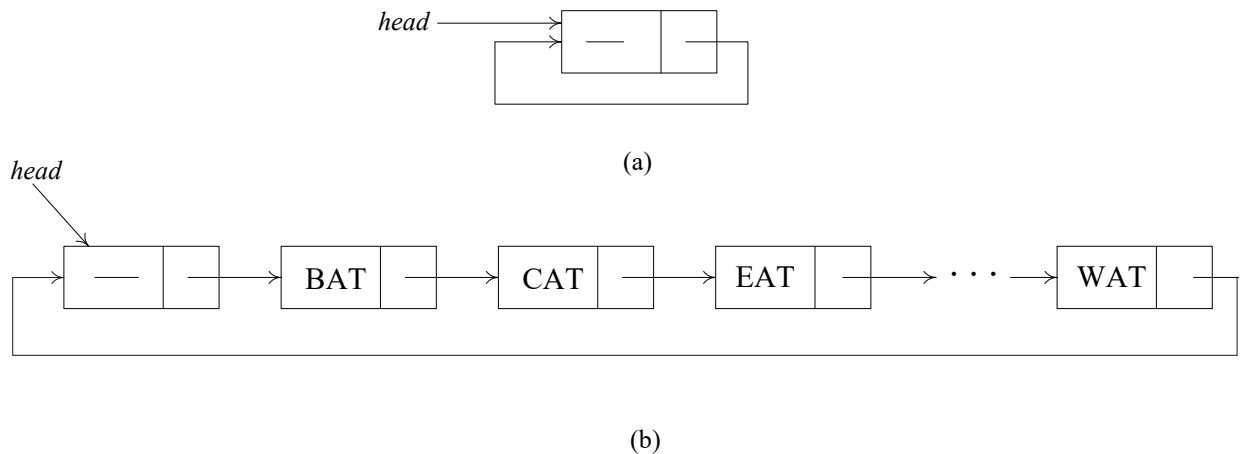 head
(a)
head
BAT CAT EAT · · · WAT
(b)